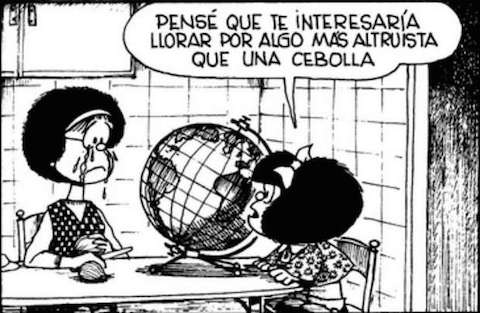 PENSÉ QUE TE INTERESARÍA
LLORAR POR ALGO MÁS ALTRUISTA
QUE UNA CEBOLLA